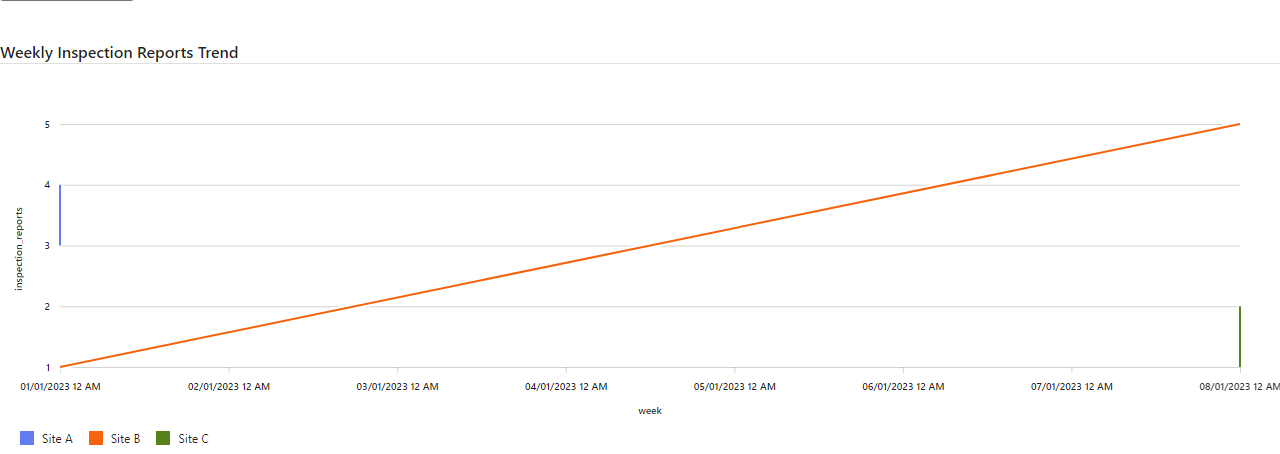 Weekly Inspection Reports Trend
5
4
3
2
1
inspection_reports
01/01/2023 12 AM
02/01/2023 12 AM
03/01/2023 12 AM
04/01/2023 12 AM
05/01/2023 12 AM
06/01/2023 12 AM
07/01/2023 12 AM
08/01/2023 12 AM
week
Site A
Site B
Site C